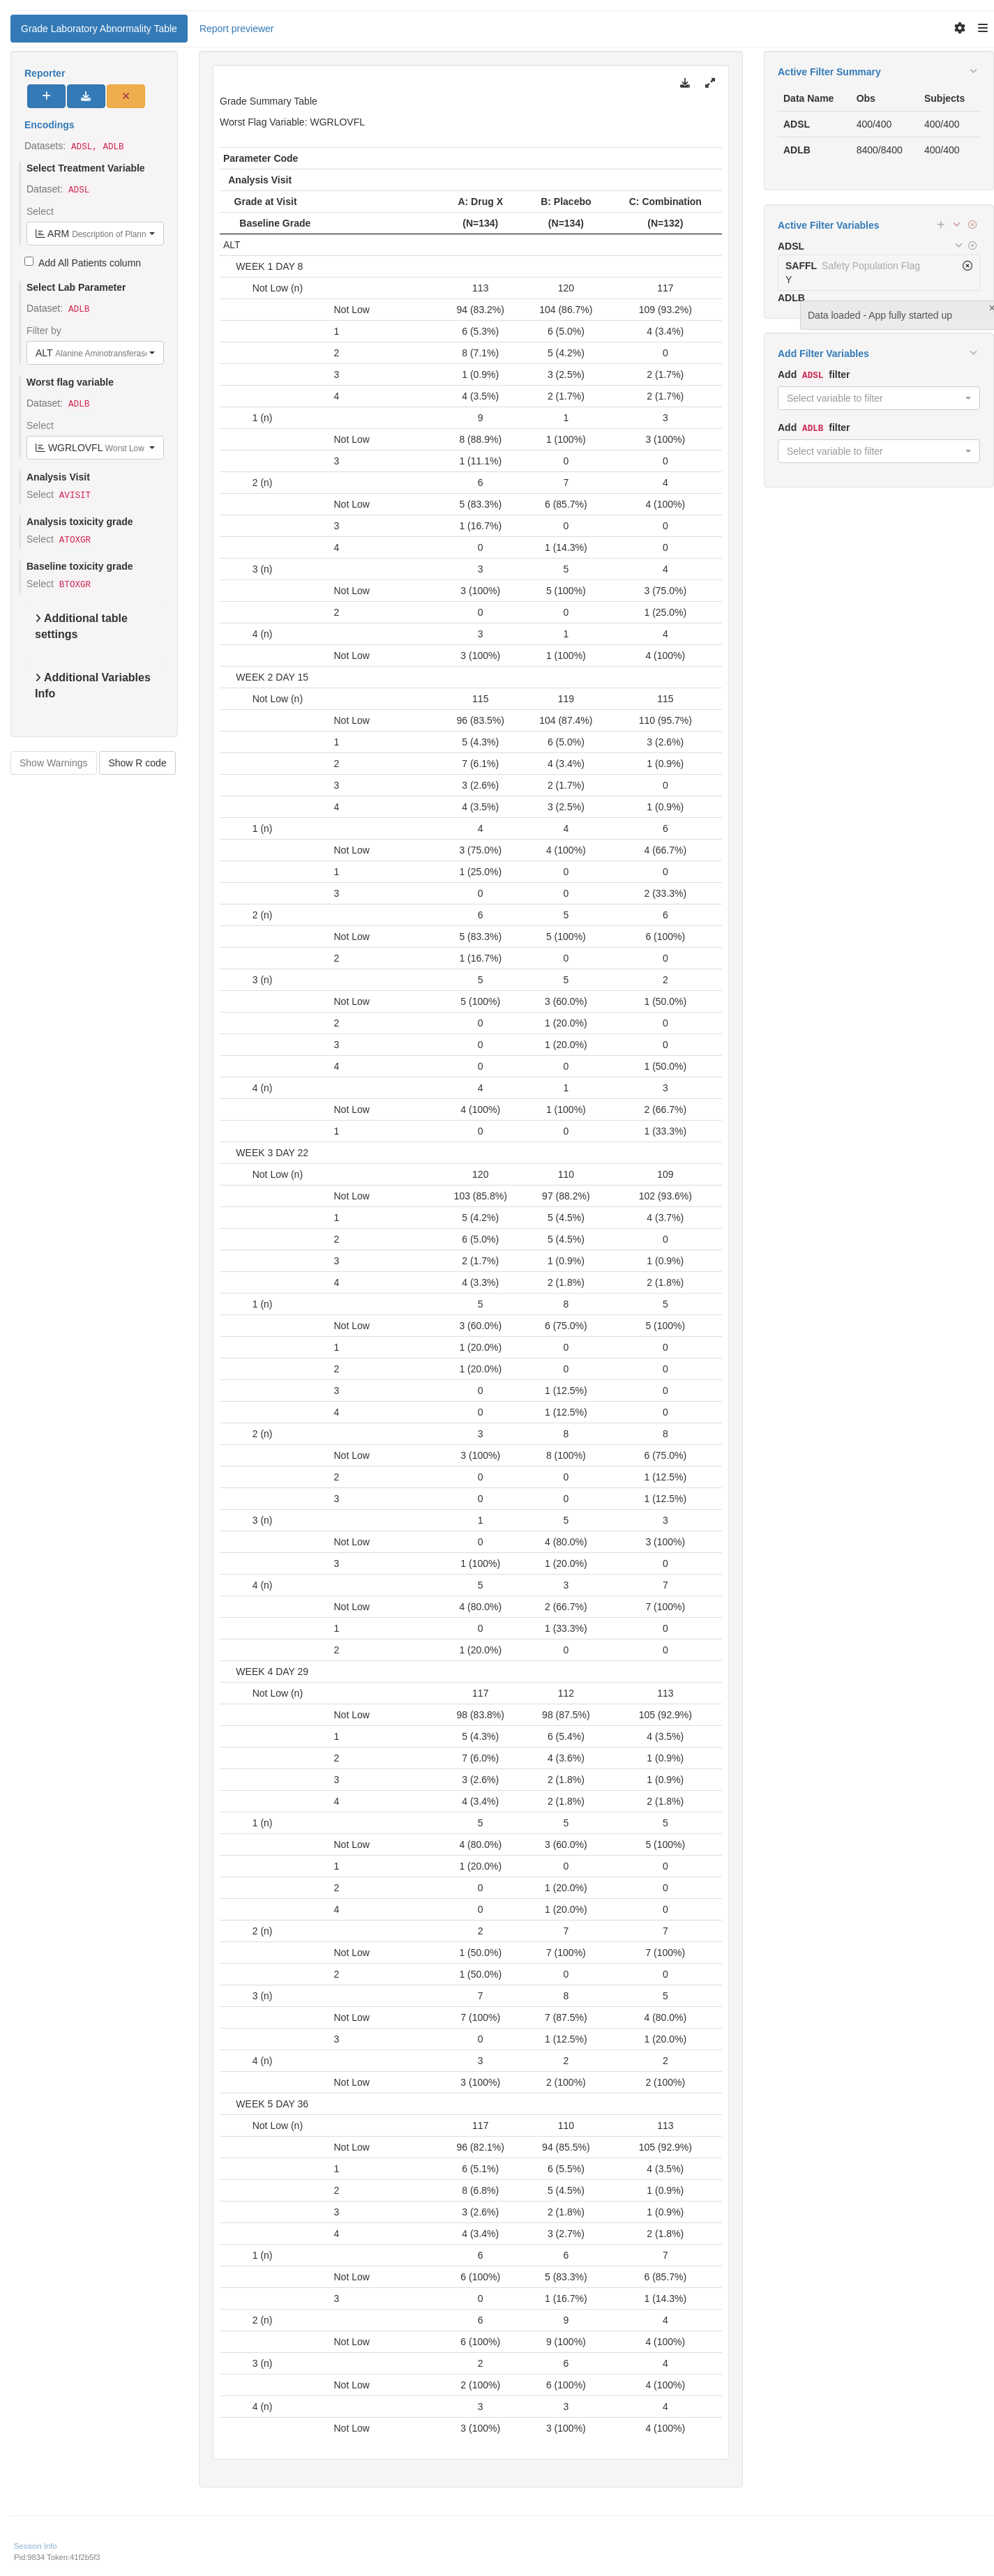 Grade Laboratory Abnormality Table Report previewer
Reporter
Encodings
Datasets: ADSL, ADLB
Select Treatment Variable
Dataset: ADSL
Select
ARM Description of Plann
Add All Patients column
Select Lab Parameter
Dataset: ADLB
Filter by
ALT Alanine Aminotransferase
Worst flag variable
Dataset: ADLB
Select
WGRLOVFL Worst Low
Analysis Visit
Select AVISIT
Analysis toxicity grade
Select ATOXGR
Baseline toxicity grade
Select BTOXGR
Additional table
settings
Additional Variables
Info
Show Warnings Show R code
Grade Summary Table
Worst Flag Variable: WGRLOVFL
Parameter Code
Analysis Visit
Grade at Visit A: Drug X B: Placebo C: Combination
Baseline Grade (N=134) (N=134) (N=132)
ALT
WEEK 1 DAY 8
Not Low (n) 113 120 117
Not Low 94 (83.2%) 104 (86.7%) 109 (93.2%)
1 6 (5.3%) 6 (5.0%) 4 (3.4%)
2 8 (7.1%) 5 (4.2%) 0
3 1 (0.9%) 3 (2.5%) 2 (1.7%)
4 4 (3.5%) 2 (1.7%) 2 (1.7%)
1 (n) 9 1 3
Not Low 8 (88.9%) 1 (100%) 3 (100%)
3 1 (11.1%) 0 0
2 (n) 6 7 4
Not Low 5 (83.3%) 6 (85.7%) 4 (100%)
3 1 (16.7%) 0 0
4 0 1 (14.3%) 0
3 (n) 3 5 4
Not Low 3 (100%) 5 (100%) 3 (75.0%)
2 0 0 1 (25.0%)
4 (n) 3 1 4
Not Low 3 (100%) 1 (100%) 4 (100%)
WEEK 2 DAY 15
Not Low (n) 115 119 115
Not Low 96 (83.5%) 104 (87.4%) 110 (95.7%)
1 5 (4.3%) 6 (5.0%) 3 (2.6%)
2 7 (6.1%) 4 (3.4%) 1 (0.9%)
3 3 (2.6%) 2 (1.7%) 0
4 4 (3.5%) 3 (2.5%) 1 (0.9%)
1 (n) 4 4 6
Not Low 3 (75.0%) 4 (100%) 4 (66.7%)
1 1 (25.0%) 0 0
3 0 0 2 (33.3%)
2 (n) 6 5 6
Not Low 5 (83.3%) 5 (100%) 6 (100%)
2 1 (16.7%) 0 0
3 (n) 5 5 2
Not Low 5 (100%) 3 (60.0%) 1 (50.0%)
2 0 1 (20.0%) 0
3 0 1 (20.0%) 0
4 0 0 1 (50.0%)
4 (n) 4 1 3
Not Low 4 (100%) 1 (100%) 2 (66.7%)
1 0 0 1 (33.3%)
WEEK 3 DAY 22
Not Low (n) 120 110 109
Not Low 103 (85.8%) 97 (88.2%) 102 (93.6%)
1 5 (4.2%) 5 (4.5%) 4 (3.7%)
2 6 (5.0%) 5 (4.5%) 0
3 2 (1.7%) 1 (0.9%) 1 (0.9%)
4 4 (3.3%) 2 (1.8%) 2 (1.8%)
1 (n) 5 8 5
Not Low 3 (60.0%) 6 (75.0%) 5 (100%)
1 1 (20.0%) 0 0
2 1 (20.0%) 0 0
3 0 1 (12.5%) 0
4 0 1 (12.5%) 0
2 (n) 3 8 8
Not Low 3 (100%) 8 (100%) 6 (75.0%)
2 0 0 1 (12.5%)
3 0 0 1 (12.5%)
3 (n) 1 5 3
Not Low 0 4 (80.0%) 3 (100%)
3 1 (100%) 1 (20.0%) 0
4 (n) 5 3 7
Not Low 4 (80.0%) 2 (66.7%) 7 (100%)
1 0 1 (33.3%) 0
2 1 (20.0%) 0 0
WEEK 4 DAY 29
Not Low (n) 117 112 113
Not Low 98 (83.8%) 98 (87.5%) 105 (92.9%)
1 5 (4.3%) 6 (5.4%) 4 (3.5%)
2 7 (6.0%) 4 (3.6%) 1 (0.9%)
3 3 (2.6%) 2 (1.8%) 1 (0.9%)
4 4 (3.4%) 2 (1.8%) 2 (1.8%)
1 (n) 5 5 5
Not Low 4 (80.0%) 3 (60.0%) 5 (100%)
1 1 (20.0%) 0 0
2 0 1 (20.0%) 0
4 0 1 (20.0%) 0
2 (n) 2 7 7
Not Low 1 (50.0%) 7 (100%) 7 (100%)
2 1 (50.0%) 0 0
3 (n) 7 8 5
Not Low 7 (100%) 7 (87.5%) 4 (80.0%)
3 0 1 (12.5%) 1 (20.0%)
4 (n) 3 2 2
Not Low 3 (100%) 2 (100%) 2 (100%)
WEEK 5 DAY 36
Not Low (n) 117 110 113
Not Low 96 (82.1%) 94 (85.5%) 105 (92.9%)
1 6 (5.1%) 6 (5.5%) 4 (3.5%)
2 8 (6.8%) 5 (4.5%) 1 (0.9%)
3 3 (2.6%) 2 (1.8%) 1 (0.9%)
4 4 (3.4%) 3 (2.7%) 2 (1.8%)
1 (n) 6 6 7
Not Low 6 (100%) 5 (83.3%) 6 (85.7%)
3 0 1 (16.7%) 1 (14.3%)
2 (n) 6 9 4
Not Low 6 (100%) 9 (100%) 4 (100%)
3 (n) 2 6 4
Not Low 2 (100%) 6 (100%) 4 (100%)
4 (n) 3 3 4
Not Low 3 (100%) 3 (100%) 4 (100%)
Active Filter Summary
Data Name Obs Subjects
ADSL 400/400 400/400
ADLB 8400/8400 400/400
Active Filter Variables
ADSL
SAFFL Safety Population Flag
Y
ADLB
Data loaded - App fully started up
Add Filter Variables
Add ADSL filter
Select variable to filter
Add ADLB filter
Select variable to filter
Session Info
Pid:9834 Token:41f2b5f3